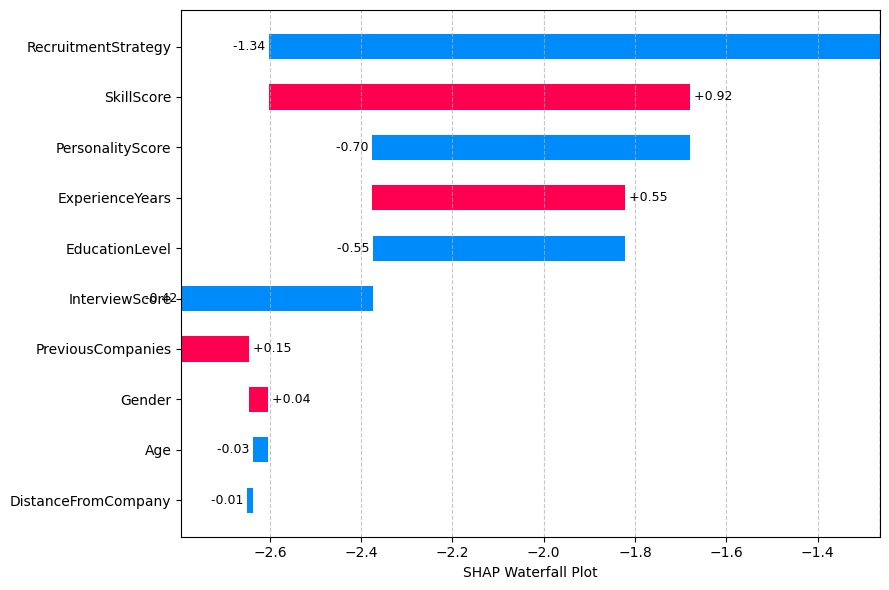 RecruitmentStrategy -1.34
SkillScore +0.92
PersonalityScore -0.70
ExperienceYears +0.55
EducationLevel -0.55
InterviewScore -0.42
PreviousCompanies +0.15
Gender +0.04
Age -0.03
DistanceFromCompany -0.01
−2.6 −2.4 −2.2 −2.0 −1.8 −1.6 −1.4
SHAP Waterfall Plot